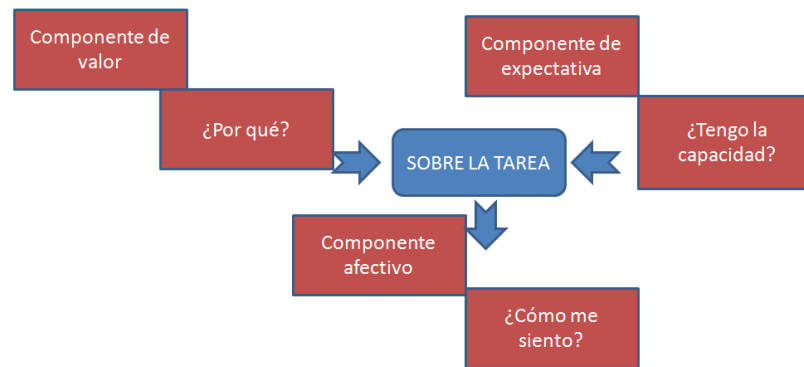 Componente de
valor
¿Por qué?
Componente de
expectativa
¿Tengo la
capacidad?
SOBRE LA TAREA
Componente
afectivo
¿Cómo me
siento?